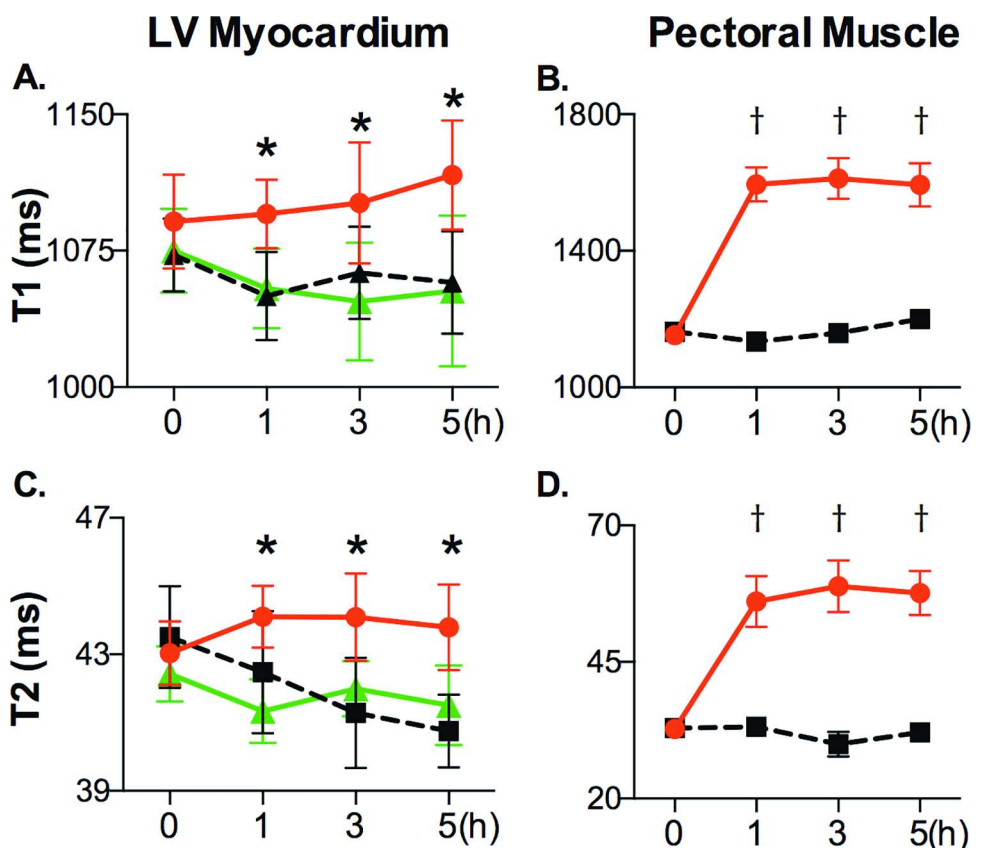 LV Myocardium
Pectoral Muscle
A.
B.
T1 (ms)
1150
1075
1000
* * *
0 1 3 5(h)
1800
1400
1000
† † †
0 1 3 5(h)
C.
D.
T2 (ms)
47
43
39
* * *
0 1 3 5(h)
70
45
20
† † †
0 1 3 5(h)